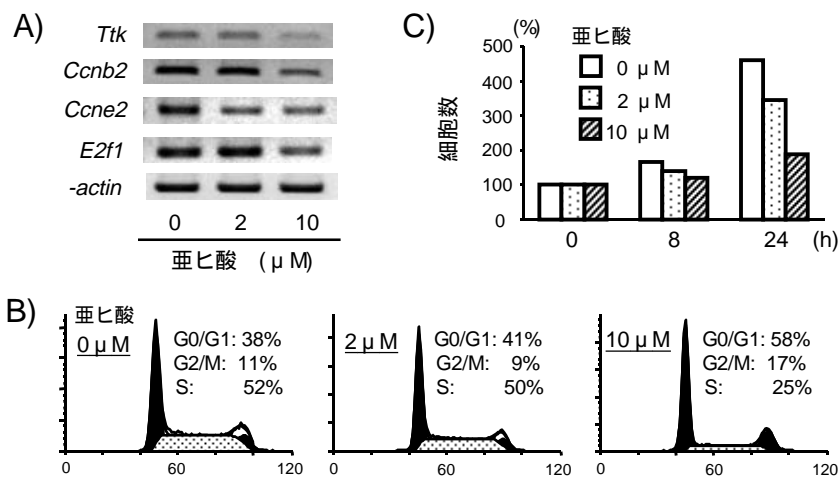 A)
Ttk
Ccnb2
Ccne2
E2f1
-actin
0 2 10
亜ヒ酸 (μM)
C)
(%)
500
400
300
200
100
0
細胞数
亜ヒ酸
0 μM
2 μM
10 μM
0 8 24 (h)
B)
亜ヒ酸
0 μM
G0/G1: 38%
G2/M: 11%
S: 52%
0 60 120
2 μM
G0/G1: 41%
G2/M: 9%
S: 50%
0 60 120
10 μM
G0/G1: 58%
G2/M: 17%
S: 25%
0 60 120